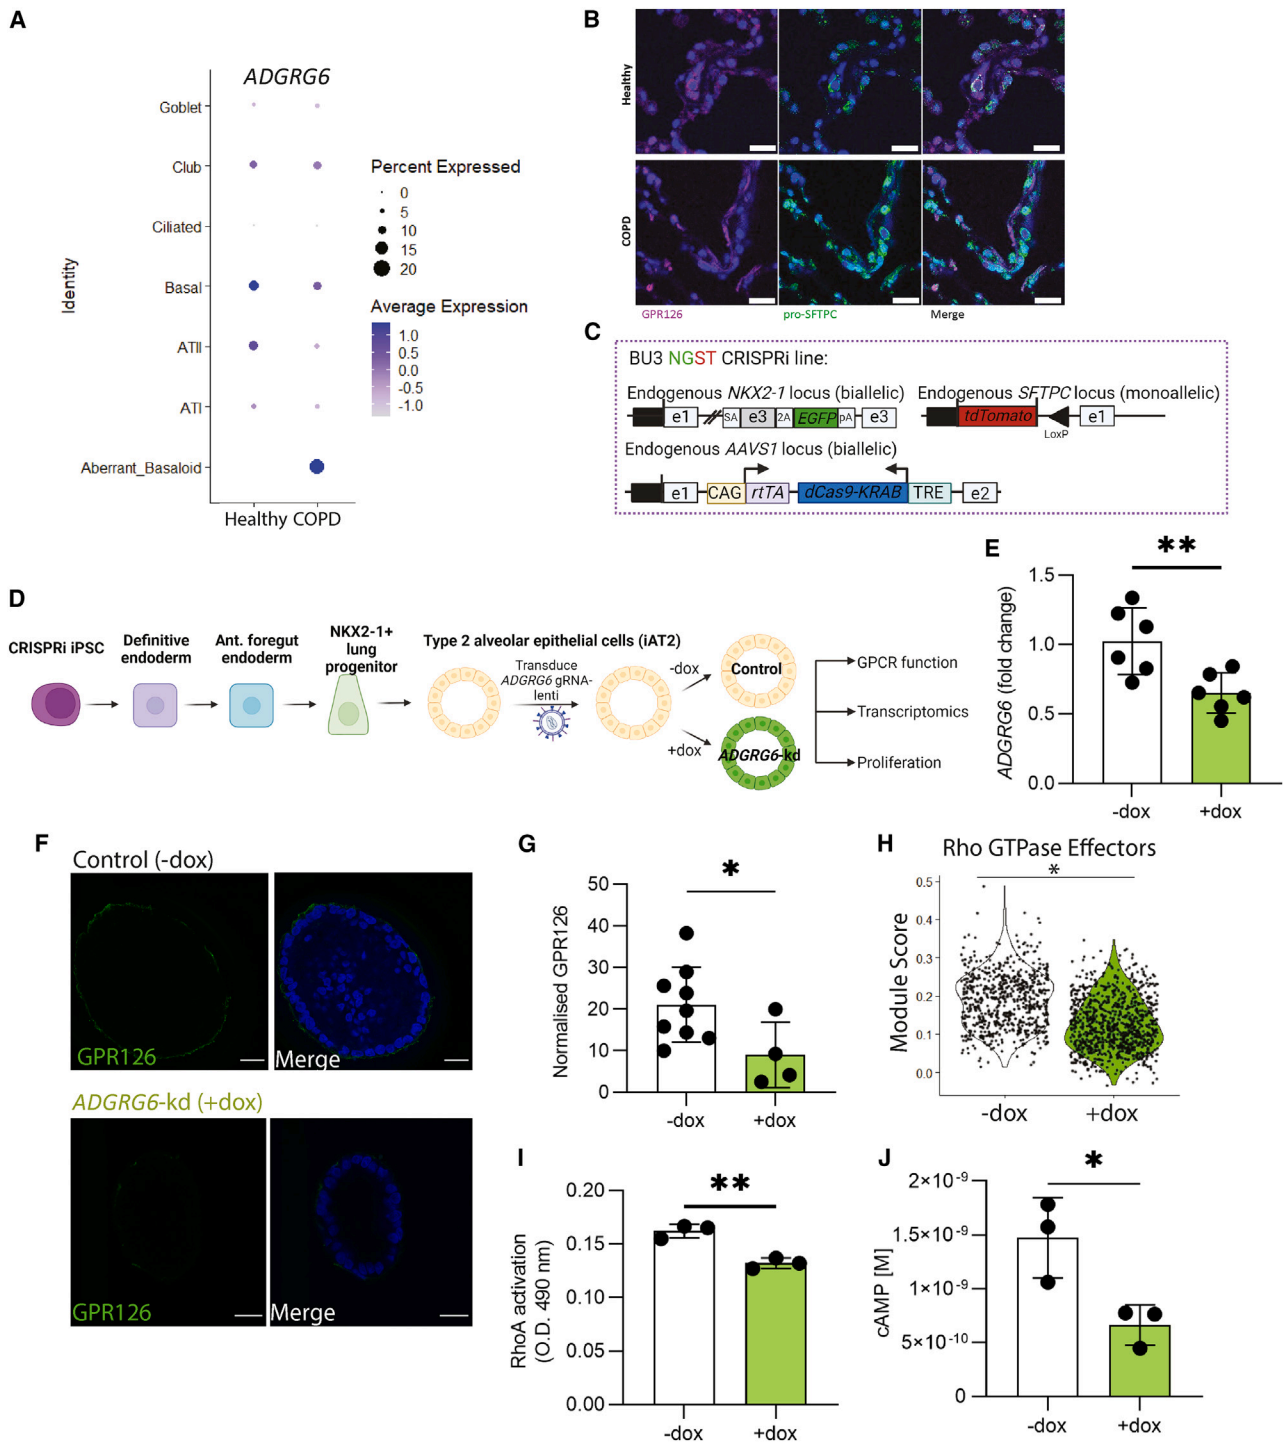 A
ADGRG6
Goblet
Club
Ciliated
Basal
ATII
ATI
Aberrant_Basaloid
Identity
Healthy COPD
Percent Expressed
0
5
10
15
20
Average Expression
1.0
0.5
0.0
-0.5
-1.0
B
Healthy
COPD
GPR126
pro-SFTPC
Merge
C
BU3 NGST CRISPRi line:
Endogenous NKX2-1 locus (biallelic)
e1
SA
e3
2A
EGFP
pA
e3
Endogenous SFTPC locus (monoallelic)
tdTomato
LoxP
e1
Endogenous AAVS1 locus (biallelic)
e1
CAG
rtTA
dCas9-KRAB
TRE
e2
D
CRISPRi iPSC
Definitive
endoderm
Ant. foregut
endoderm
NKX2-1+
lung
progenitor
Type 2 alveolar epithelial cells (iAT2)
Transduce
ADGRG6 gRNA-
lenti
-dox
+dox
Control
ADGRG6-kd
GPCR function
Transcriptomics
Proliferation
E
**
ADGRG6 (fold change)
1.5
1.0
0.5
0.0
-dox
+dox
F
Control (-dox)
GPR126
Merge
ADGRG6-kd (+dox)
GPR126
Merge
G
*
Normalised GPR126
50
40
30
20
10
0
-dox
+dox
H
Rho GTPase Effectors
*
Module Score
0.5
0.4
0.3
0.2
0.1
0.0
-dox
+dox
I
**
RhoA activation
(O.D. 490 nm)
0.20
0.15
0.10
0.05
0.00
-dox
+dox
J
*
cAMP [M]
2×10⁻⁹
1.5×10⁻⁹
1×10⁻⁹
5×10⁻¹⁰
0
-dox
+dox